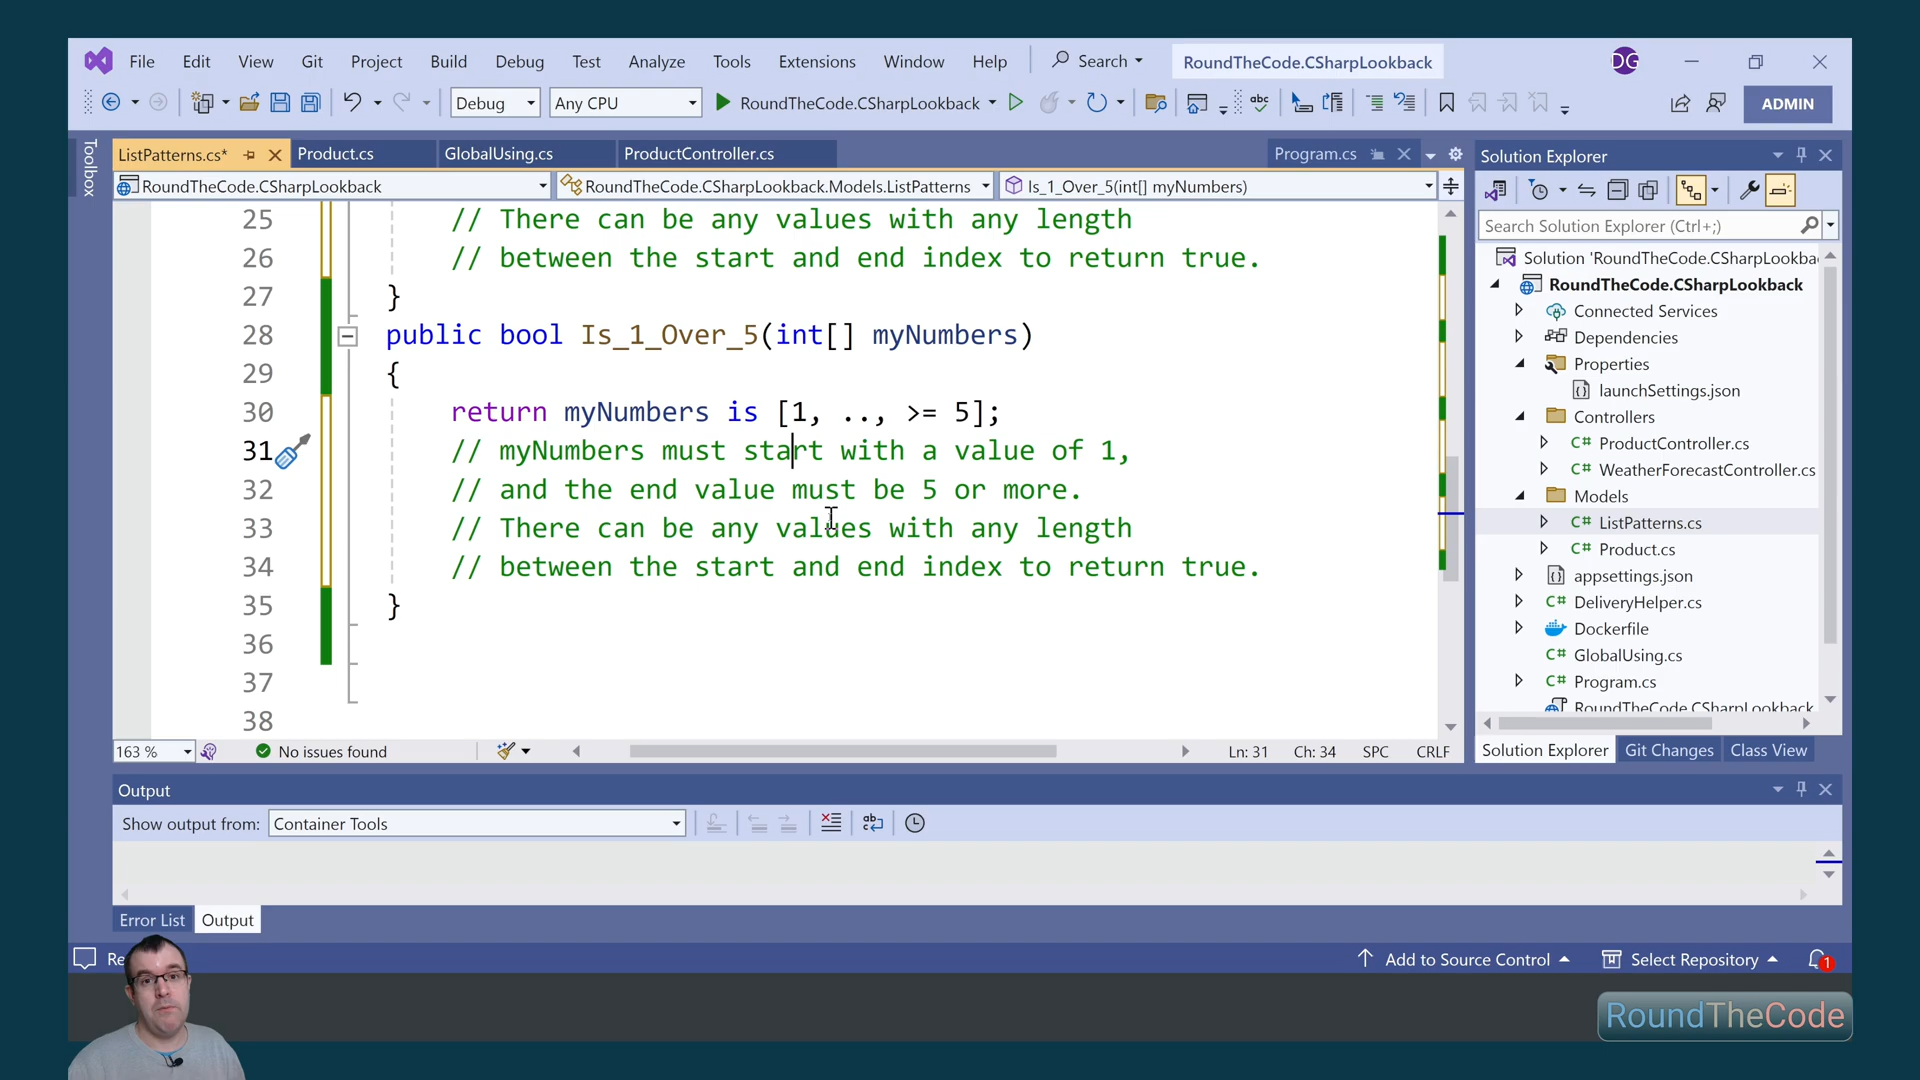 File Edit View Git Project Build Debug Test Analyze Tools Extensions Window Help Search RoundTheCode.CSharpLookback DG
Debug Any CPU RoundTheCode.CSharpLookback ADMIN
Toolbox
ListPatterns.cs* Product.cs GlobalUsing.cs ProductController.cs Program.cs
RoundTheCode.CSharpLookback RoundTheCode.CSharpLookback.Models.ListPatterns Is_1_Over_5(int[] myNumbers)
25 // There can be any values with any length
26 // between the start and end index to return true.
27 }
28 public bool Is_1_Over_5(int[] myNumbers)
29 {
30 return myNumbers is [1, .., >= 5];
31 // myNumbers must start with a value of 1,
32 // and the end value must be 5 or more.
33 // There can be any values with any length
34 // between the start and end index to return true.
35 }
36
37
38
163 % No issues found Ln: 31 Ch: 34 SPC CRLF
Solution Explorer
Search Solution Explorer (Ctrl+;)
Solution 'RoundTheCode.CSharpLookba
RoundTheCode.CSharpLookback
Connected Services
Dependencies
Properties
launchSettings.json
Controllers
C# ProductController.cs
C# WeatherForecastController.cs
Models
C# ListPatterns.cs
C# Product.cs
appsettings.json
C# DeliveryHelper.cs
Dockerfile
C# GlobalUsing.cs
C# Program.cs
RoundTheCode.CSharpLookback
Solution Explorer Git Changes Class View
Output
Show output from: Container Tools
Error List Output
Re
Add to Source Control Select Repository 1
RoundTheCode